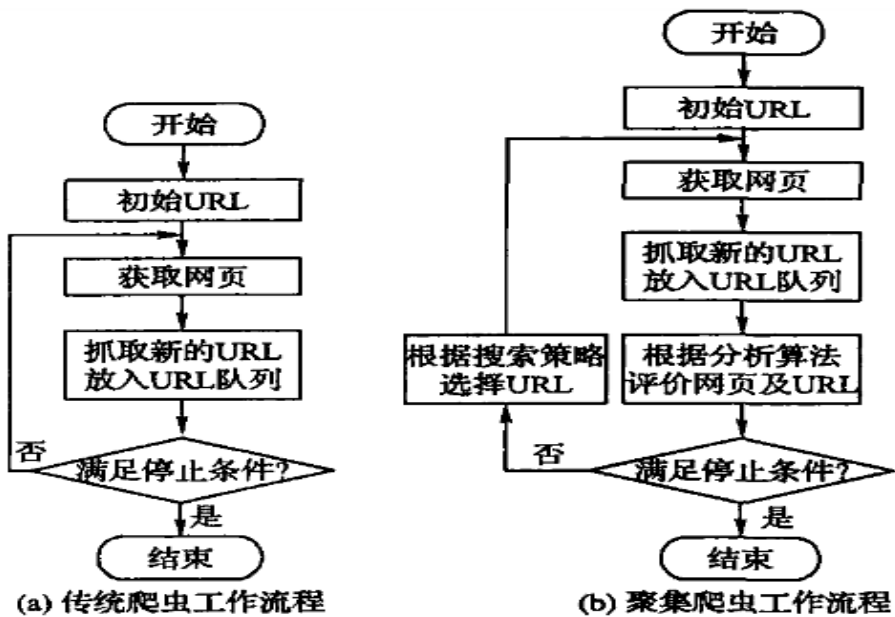 开始
初始URL
获取网页
抓取新的URL
放入URL队列
否
满足停止条件?
是
结束
(a) 传统爬虫工作流程
开始
初始URL
获取网页
抓取新的URL
放入URL队列
根据搜索策略
选择URL
根据分析算法
评价网页及URL
否
满足停止条件?
是
结束
(b) 聚集爬虫工作流程